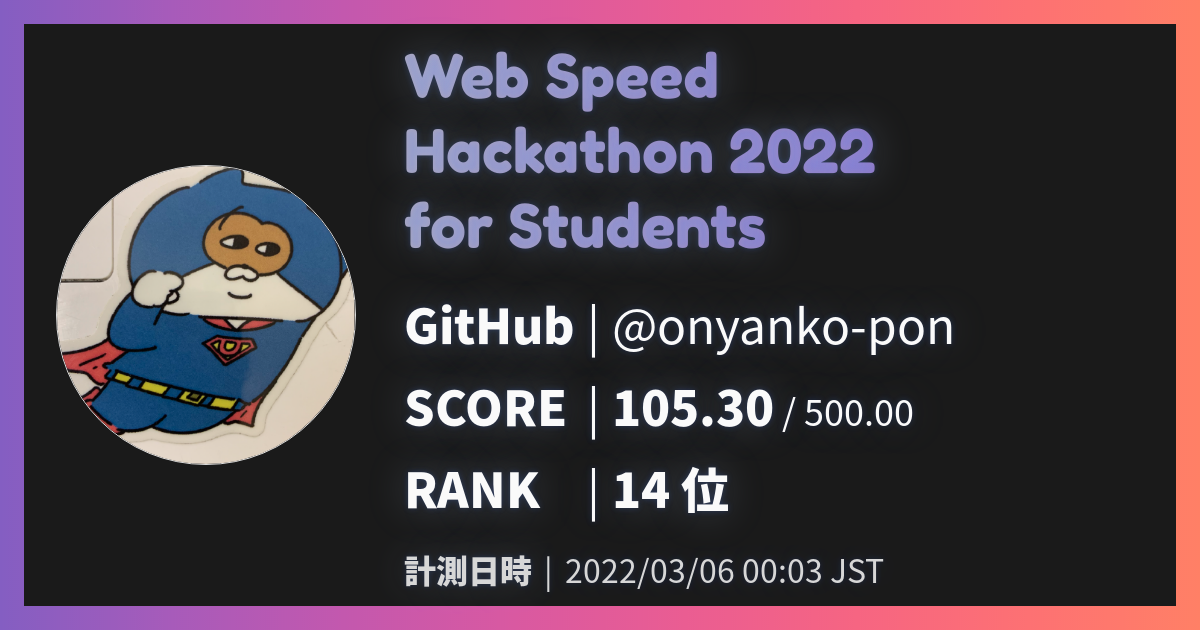 Web Speed
Hackathon 2022
for Students
GitHub | @onyanko-pon
SCORE | 105.30 / 500.00
RANK | 14 位
計測日時 | 2022/03/06 00:03 JST